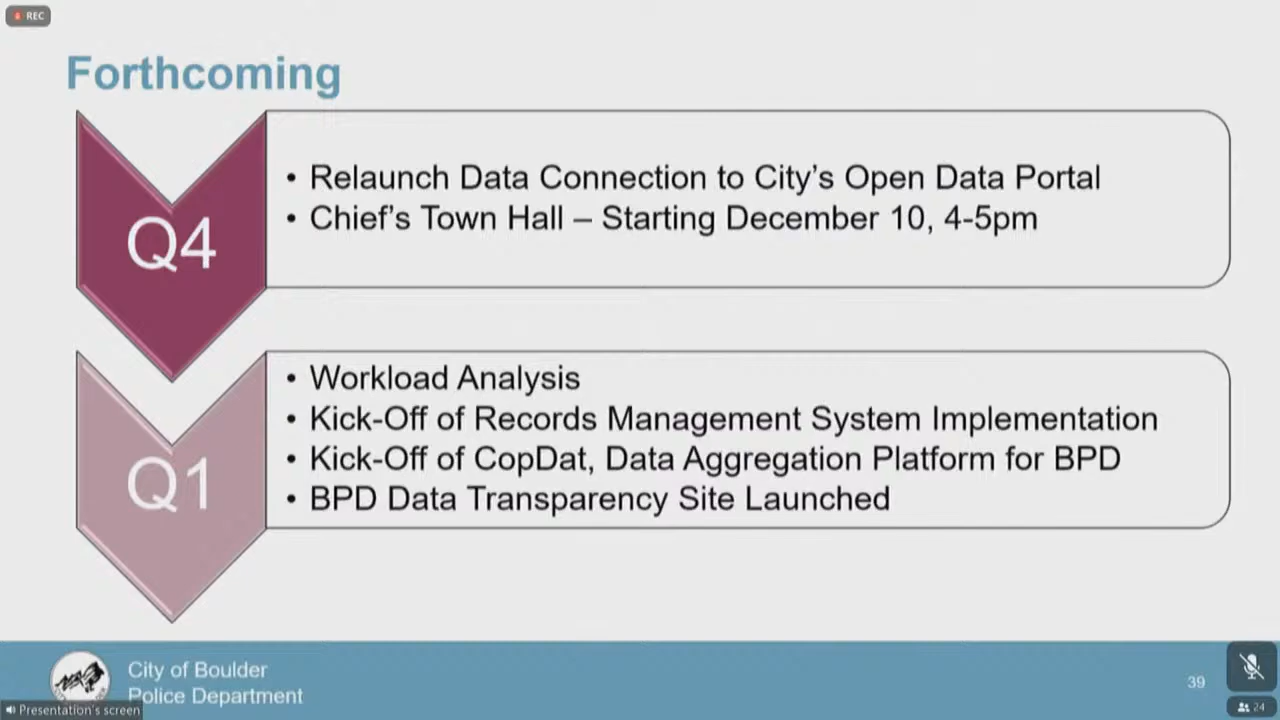 REC
Forthcoming
Q4
• Relaunch Data Connection to City's Open Data Portal
• Chief's Town Hall – Starting December 10, 4-5pm
Q1
• Workload Analysis
• Kick-Off of Records Management System Implementation
• Kick-Off of CopDat, Data Aggregation Platform for BPD
• BPD Data Transparency Site Launched
City of Boulder
Police Department
39
Presentation's screen
24